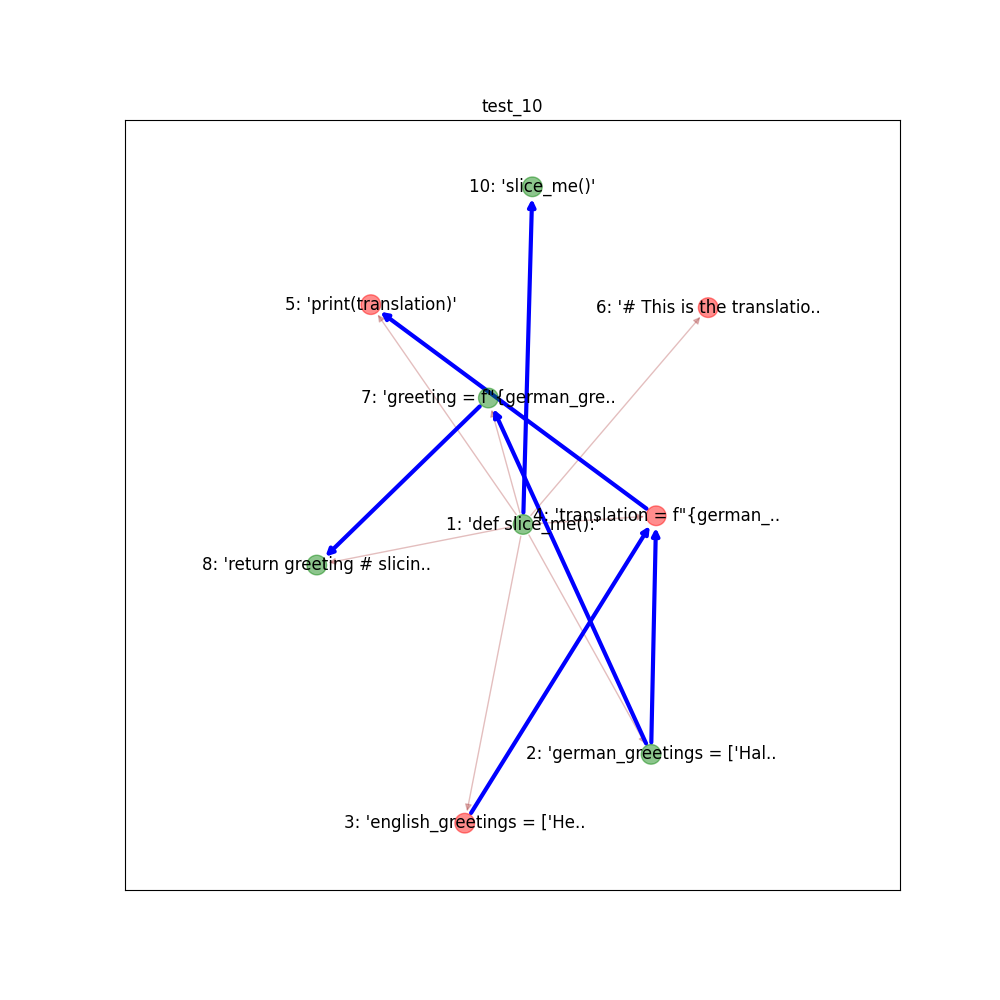 test_10
10: 'slice_me()'
5: 'print(translation)'
6: '# This is the translatio..
7: 'greeting = f"{german_gre..
4: 'translation = f"{german_..
1: 'def slice_me():'
8: 'return greeting # slicin..
2: 'german_greetings = ['Hal..
3: 'english_greetings = ['He..